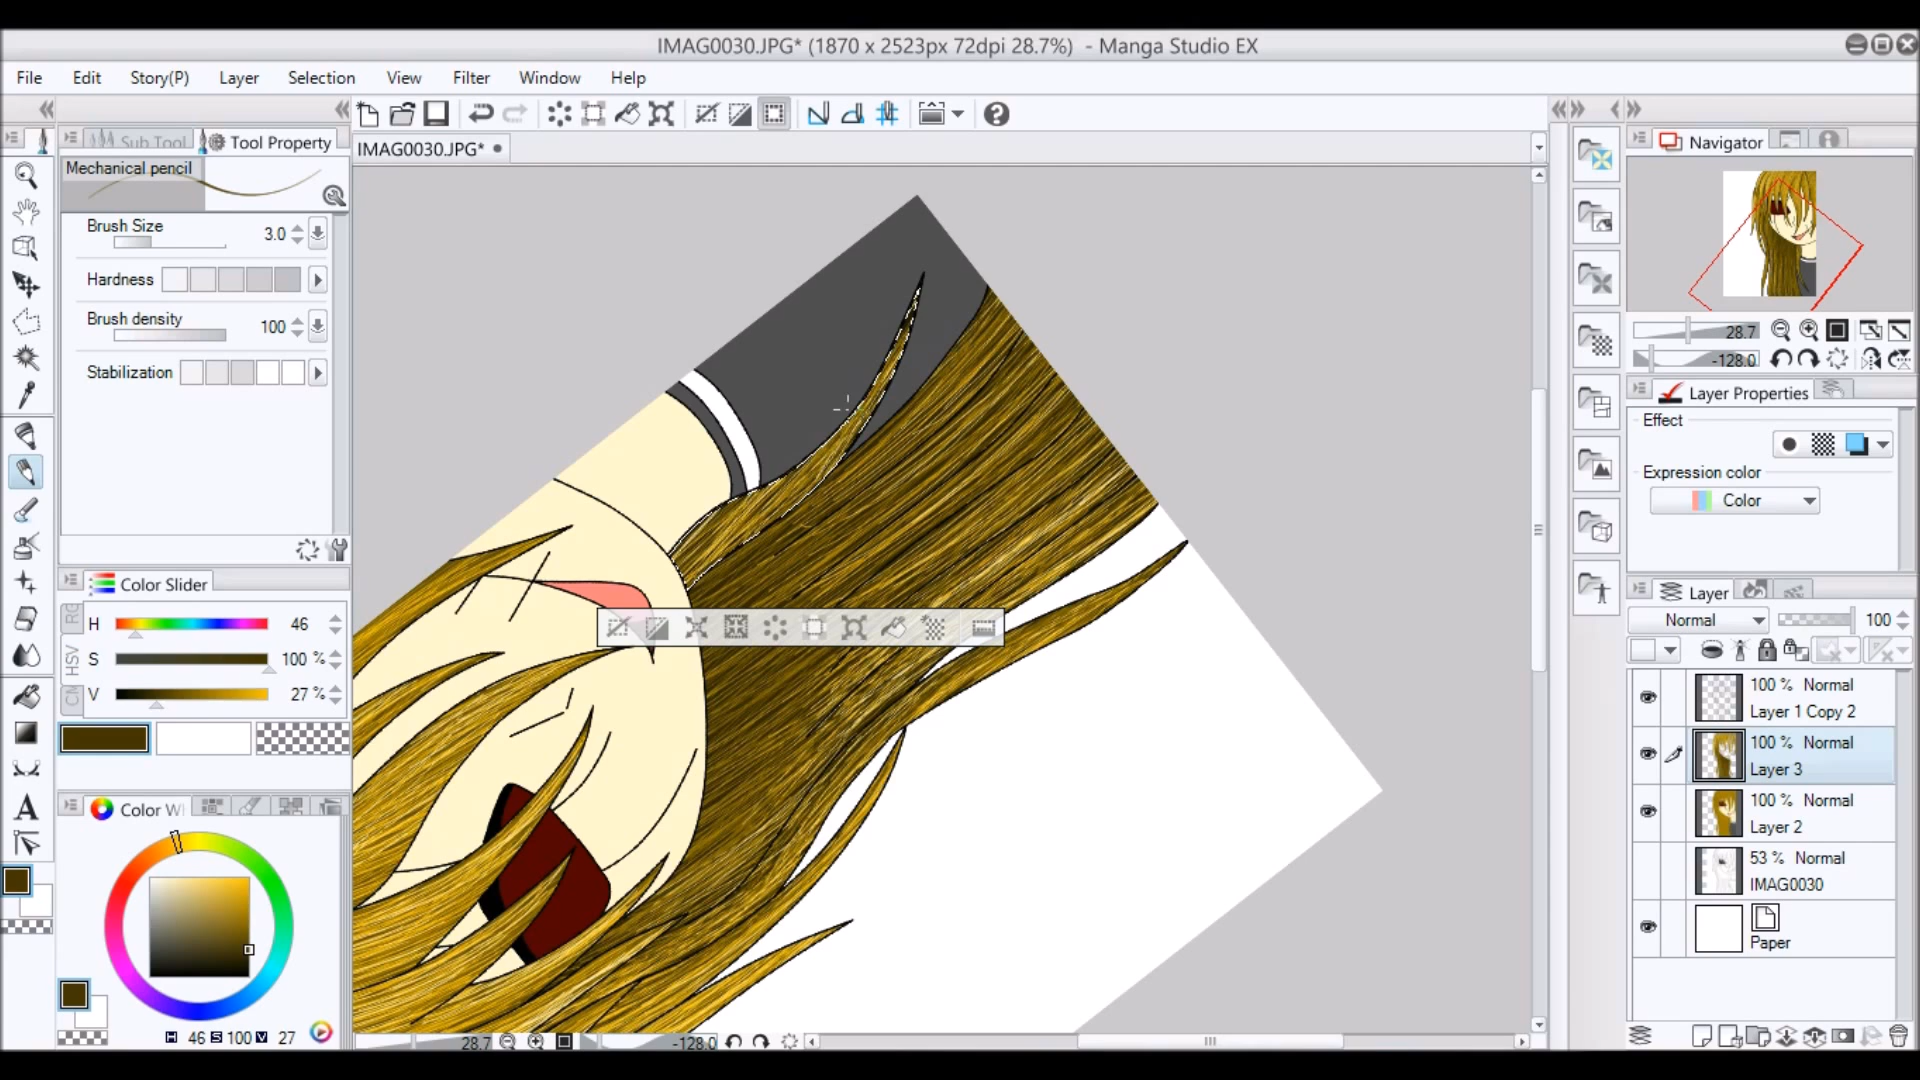 IMAG0030.JPG* (1870 x 2523px 72dpi 28.7%) - Manga Studio EX
File Edit Story(P) Layer Selection View Filter Window Help
Sub Tool Tool Property
IMAG0030.JPG*
Navigator
Mechanical pencil
Brush Size 3.0
Hardness
Brush density 100
Stabilization
28.7
-128.0
Layer Properties
Effect
Expression color
Color
Color Slider
H 46
S 100 %
V 27 %
HSV
Layer
Normal 100
100 % Normal
Layer 1 Copy 2
100 % Normal
Layer 3
100 % Normal
Layer 2
53 % Normal
IMAG0030
Paper
Color W
A
H 46 S 100 V 27
28.7 -128.0